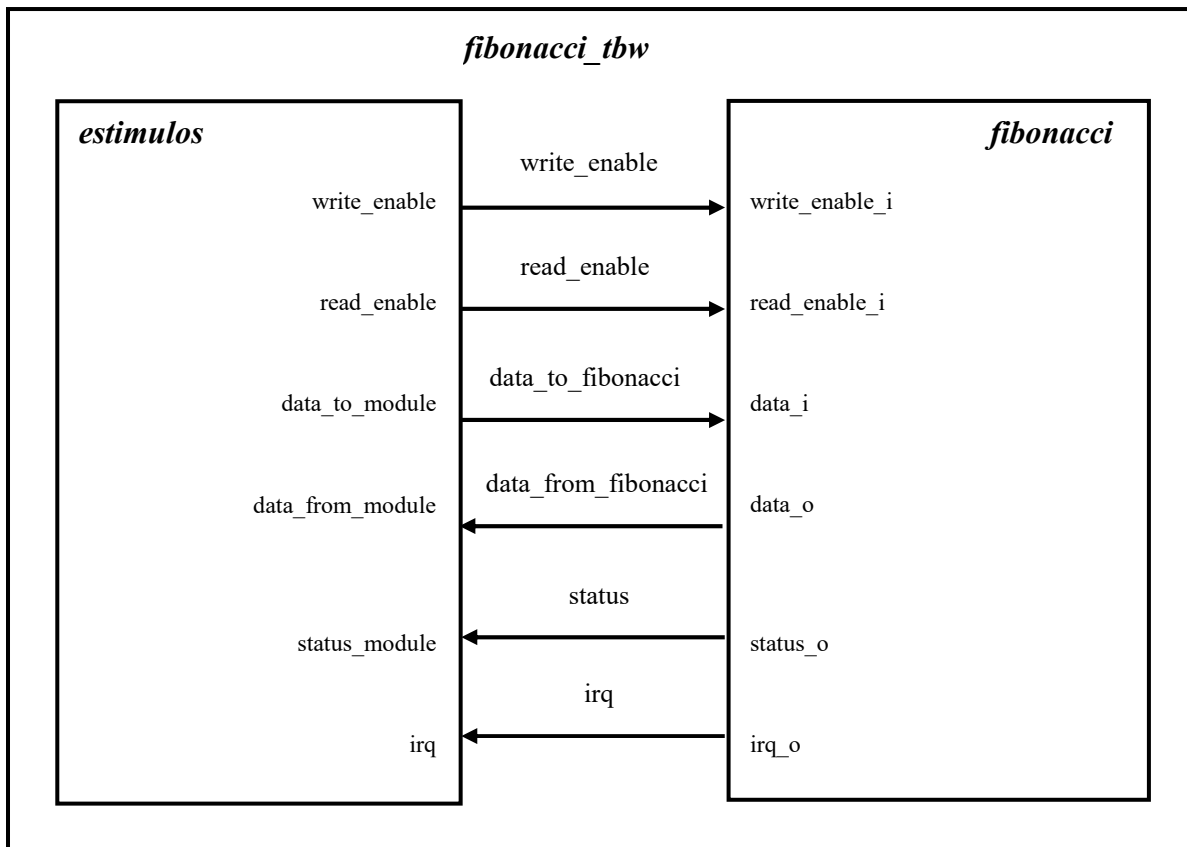 fibonacci_tbw
estimulos
fibonacci
write_enable
write_enable
write_enable_i
read_enable
read_enable
read_enable_i
data_to_fibonacci
data_to_module
data_i
data_from_fibonacci
data_from_module
data_o
status
status_module
status_o
irq
irq
irq_o